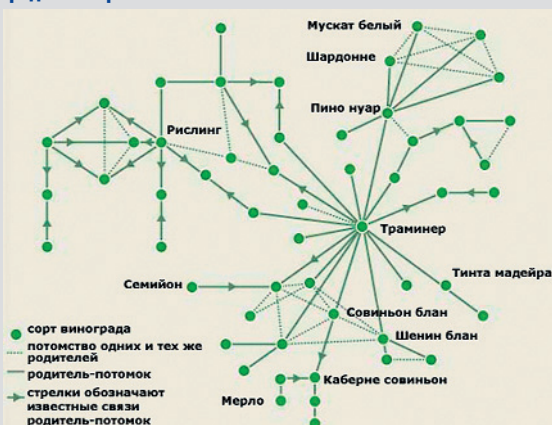 Мускат белый
Шардонне
Пино нуар
Рислинг
Траминер
Тинта мадейра
Семийон
Совиньон блан
Шенин блан
Каберне совиньон
Мерло
сорт винограда
потомство одних и тех же
родителей
родитель-потомок
стрелки обозначают
известные связи
родитель-потомок